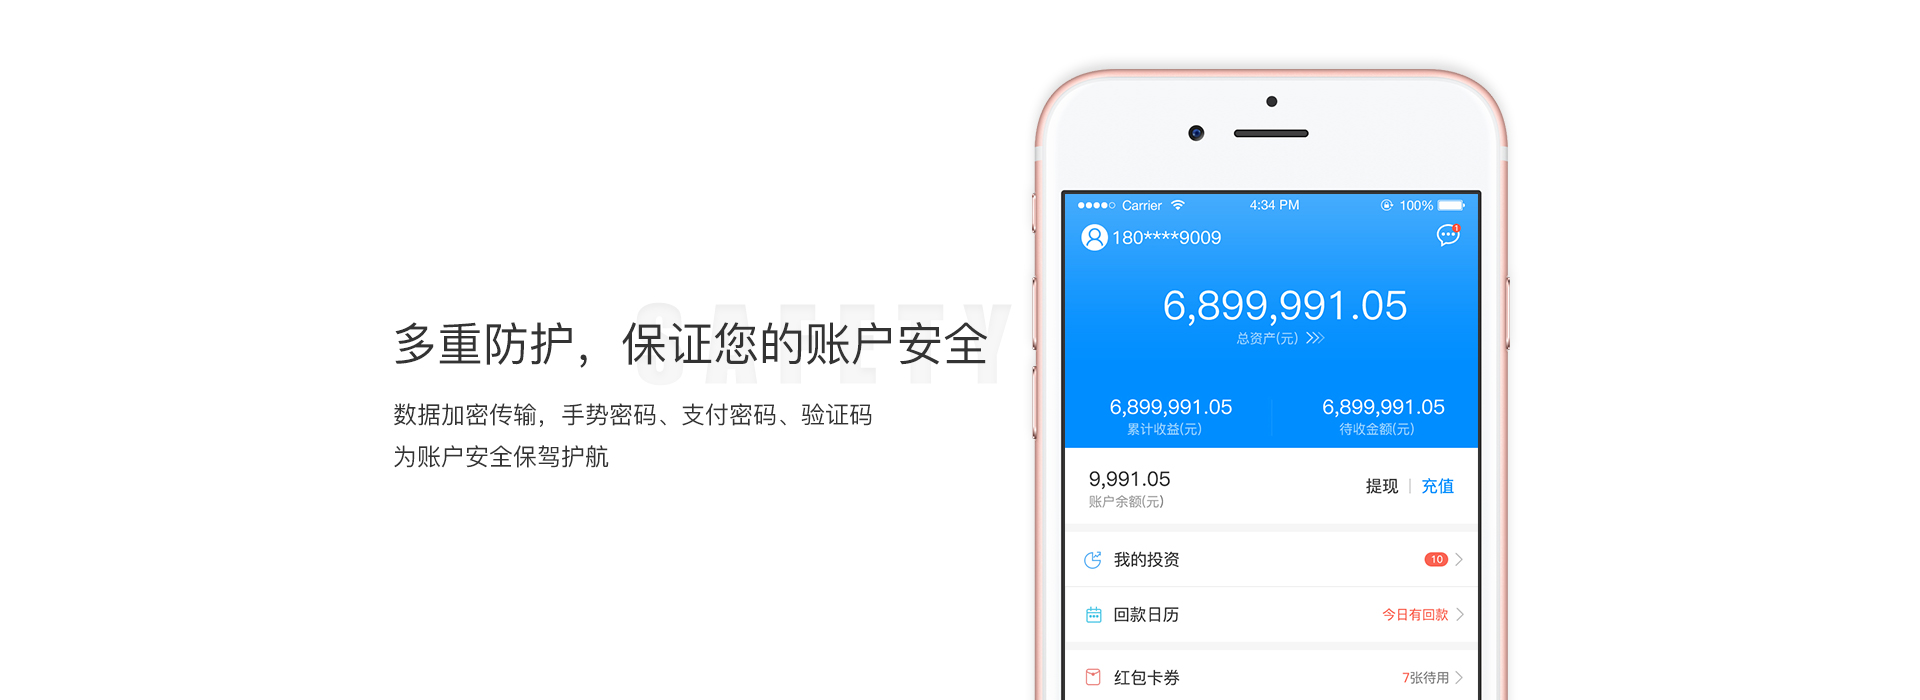 SAFETY
多重防护，保证您的账户安全
数据加密传输，手势密码、支付密码、验证码
为账户安全保驾护航
Carrier 4:34 PM 100%
180****9009 1
6,899,991.05
总资产(元)
6,899,991.05 6,899,991.05
累计收益(元) 待收金额(元)
9,991.05
账户余额(元)
提现 | 充值
我的投资 10
回款日历 今日有回款
红包卡券 7张待用